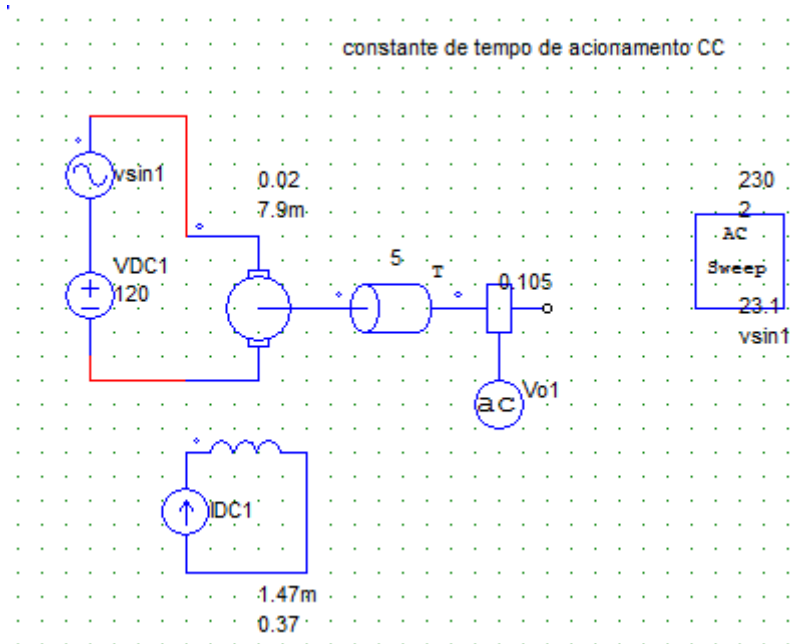 constante de tempo de acionamento CC
vsin1
0.02
7.9m
230
2
AC
Sweep
23.1
vsin1
VDC1
120
5
T
0.105
ac
Vo1
IDC1
1.47m
0.37